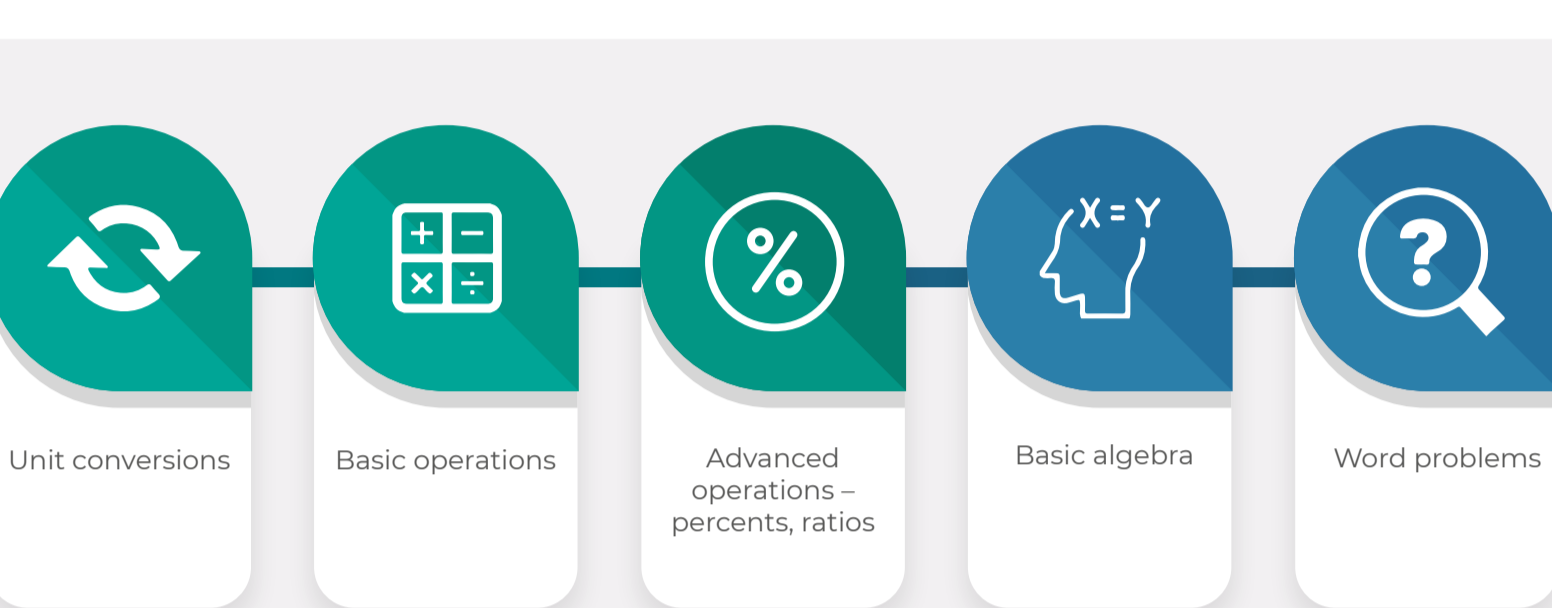 Unit conversions
+ −
× ÷
Basic operations
%
Advanced
operations –
percents, ratios
X = Y
Basic algebra
?
Word problems